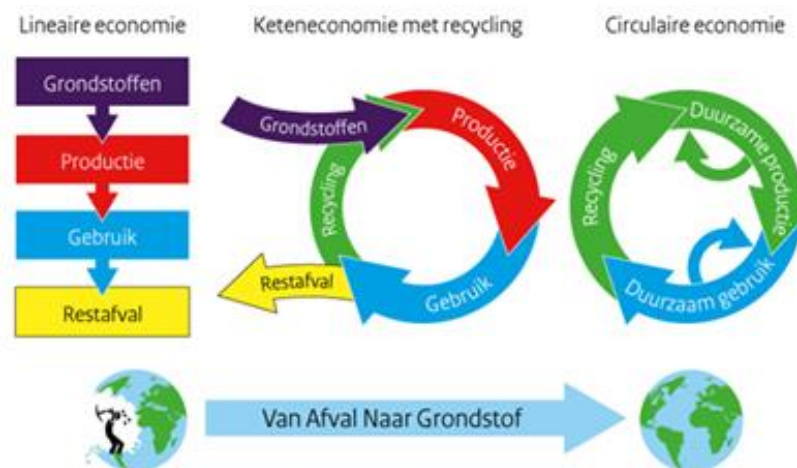 Lineaire economie
Grondstoffen
Productie
Gebruik
Restafval
Keteneconomie met recycling
Grondstoffen
Productie
Gebruik
Restafval
Recycling
Circulaire economie
Duurzame productie
Duurzaam gebruik
Recycling
Van Afval Naar Grondstof